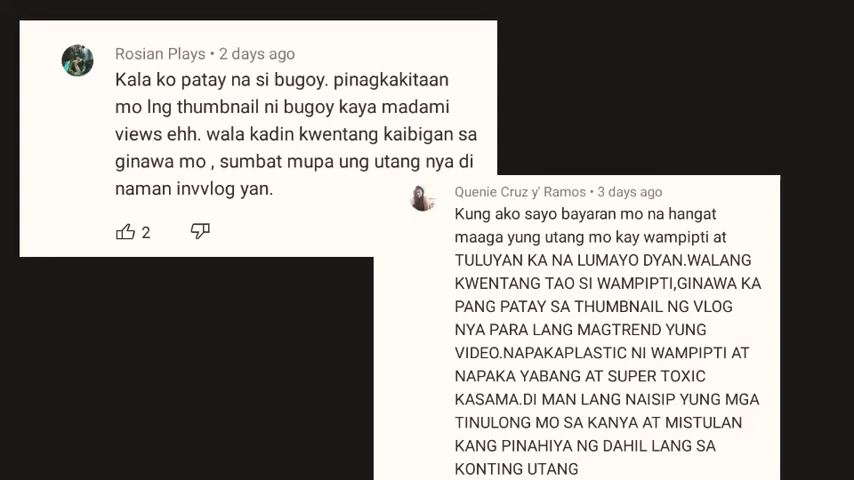 Rosian Plays • 2 days ago
Kala ko patay na si bugoy. pinagkakitaan
mo lng thumbnail ni bugoy kaya madami
views ehh. wala kadin kwentang kaibigan sa
ginawa mo , sumbat mupa ung utang nya di
naman invvlog yan.
2
Quenie Cruz y' Ramos • 3 days ago
Kung ako sayo bayaran mo na hangat
maaga yung utang mo kay wampipti at
TULUYAN KA NA LUMAYO DYAN.WALANG
KWENTANG TAO SI WAMPIPTI,GINAWA KA
PANG PATAY SA THUMBNAIL NG VLOG
NYA PARA LANG MAGTREND YUNG
VIDEO.NAPAKAPLASTIC NI WAMPIPTI AT
NAPAKA YABANG AT SUPER TOXIC
KASAMA.DI MAN LANG NAISIP YUNG MGA
TINULONG MO SA KANYA AT MISTULAN
KANG PINAHIYA NG DAHIL LANG SA
KONTING UTANG